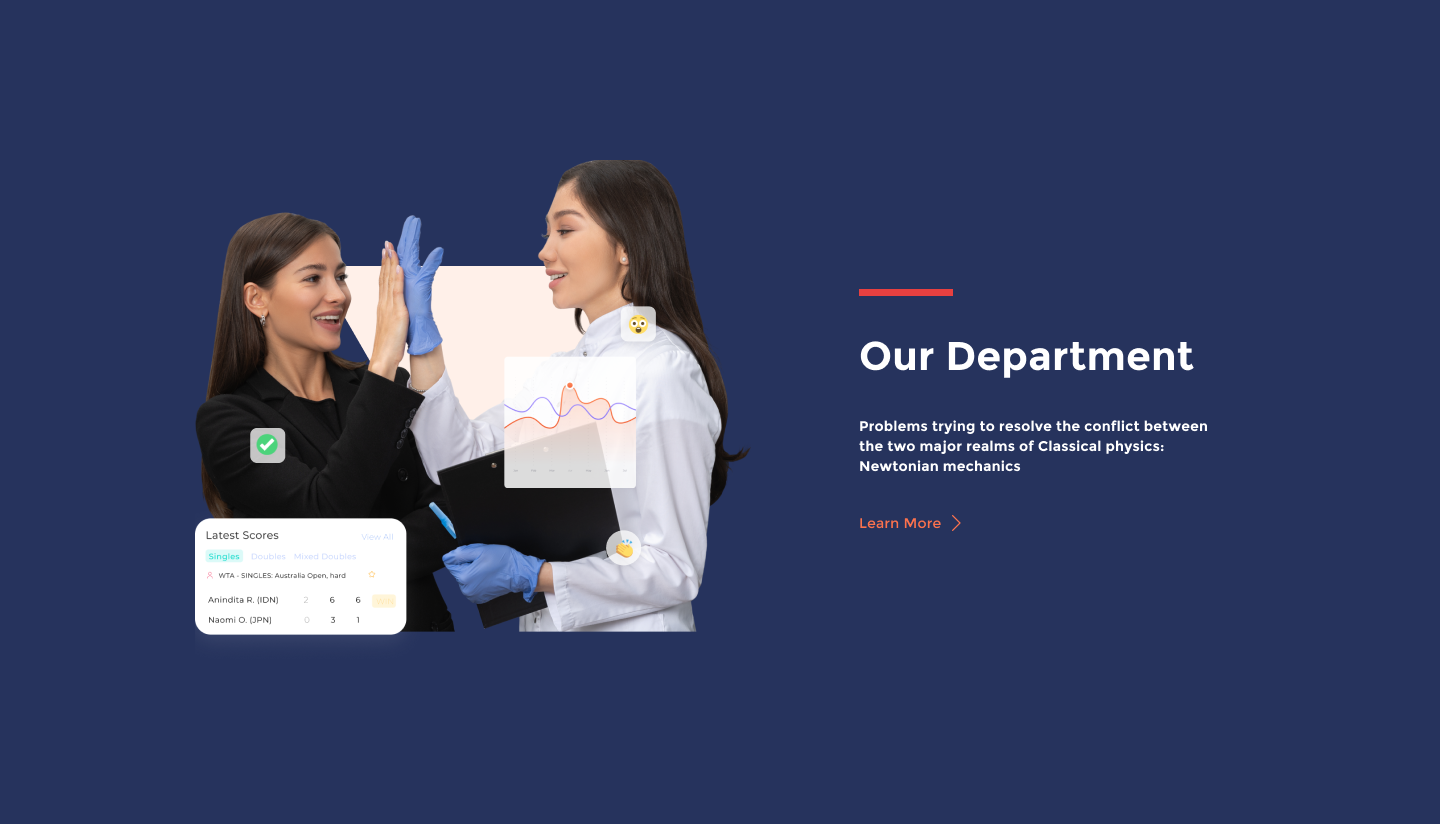 Our Department
Problems trying to resolve the conflict between
the two major realms of Classical physics:
Newtonian mechanics
Learn More
Latest Scores
View All
Singles Doubles Mixed Doubles
WTA - SINGLES: Australia Open, hard
Anindita R. (IDN) 2 6 6
Naomi O. (JPN) 0 3 1